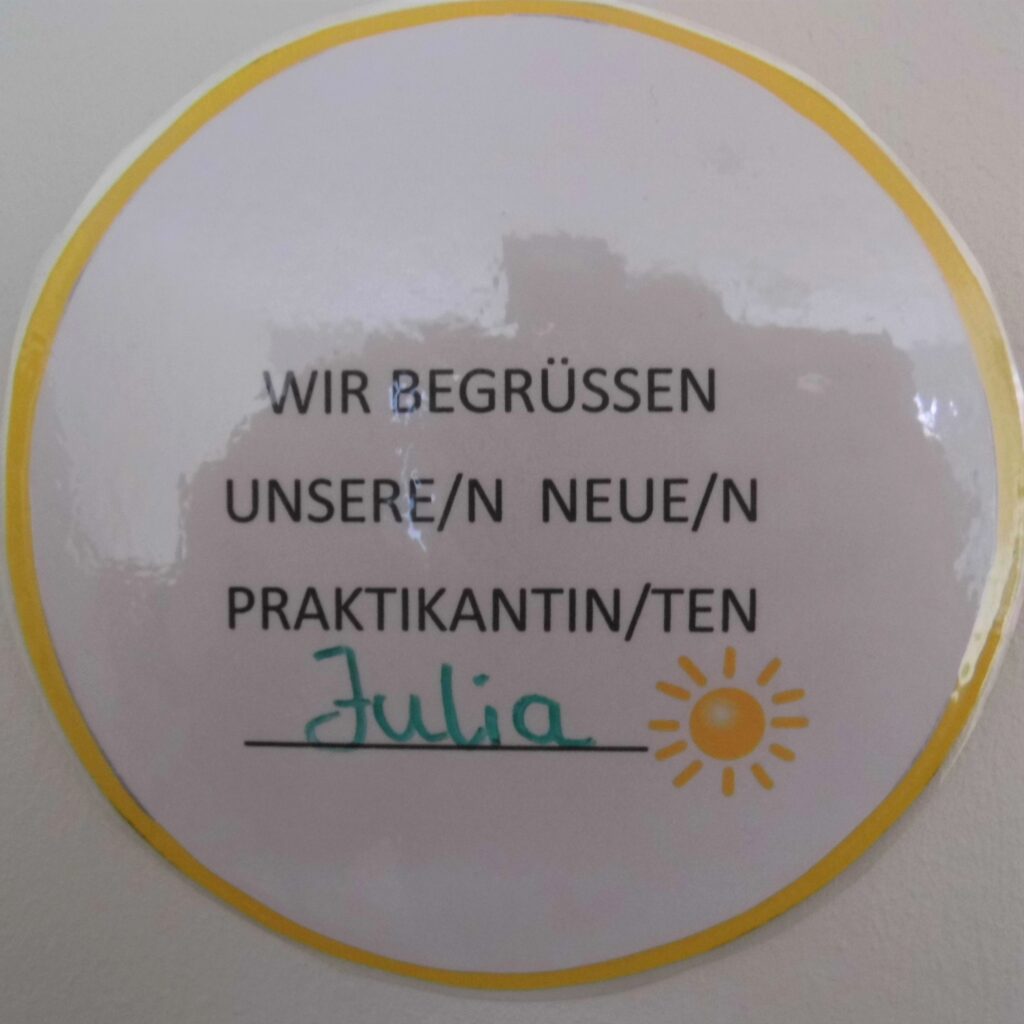 WIR BEGRÜSSEN
UNSERE/N NEUE/N
PRAKTIKANTIN/TEN
Julia